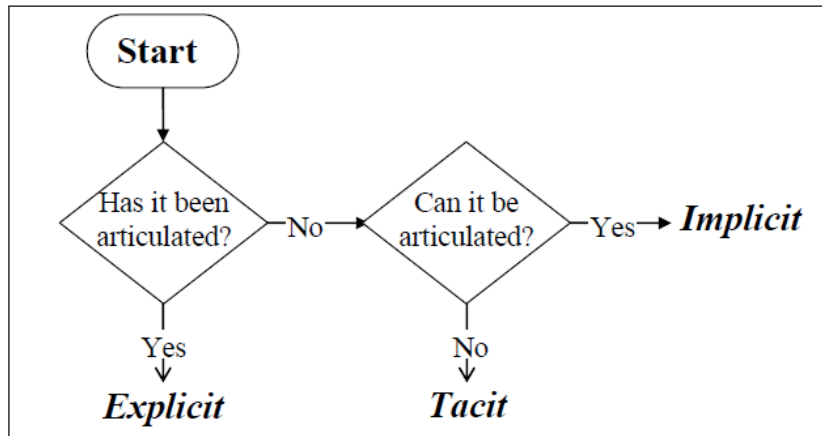 Start
Has it been
articulated?
No
Can it be
articulated?
Yes
Implicit
Yes
Explicit
No
Tacit